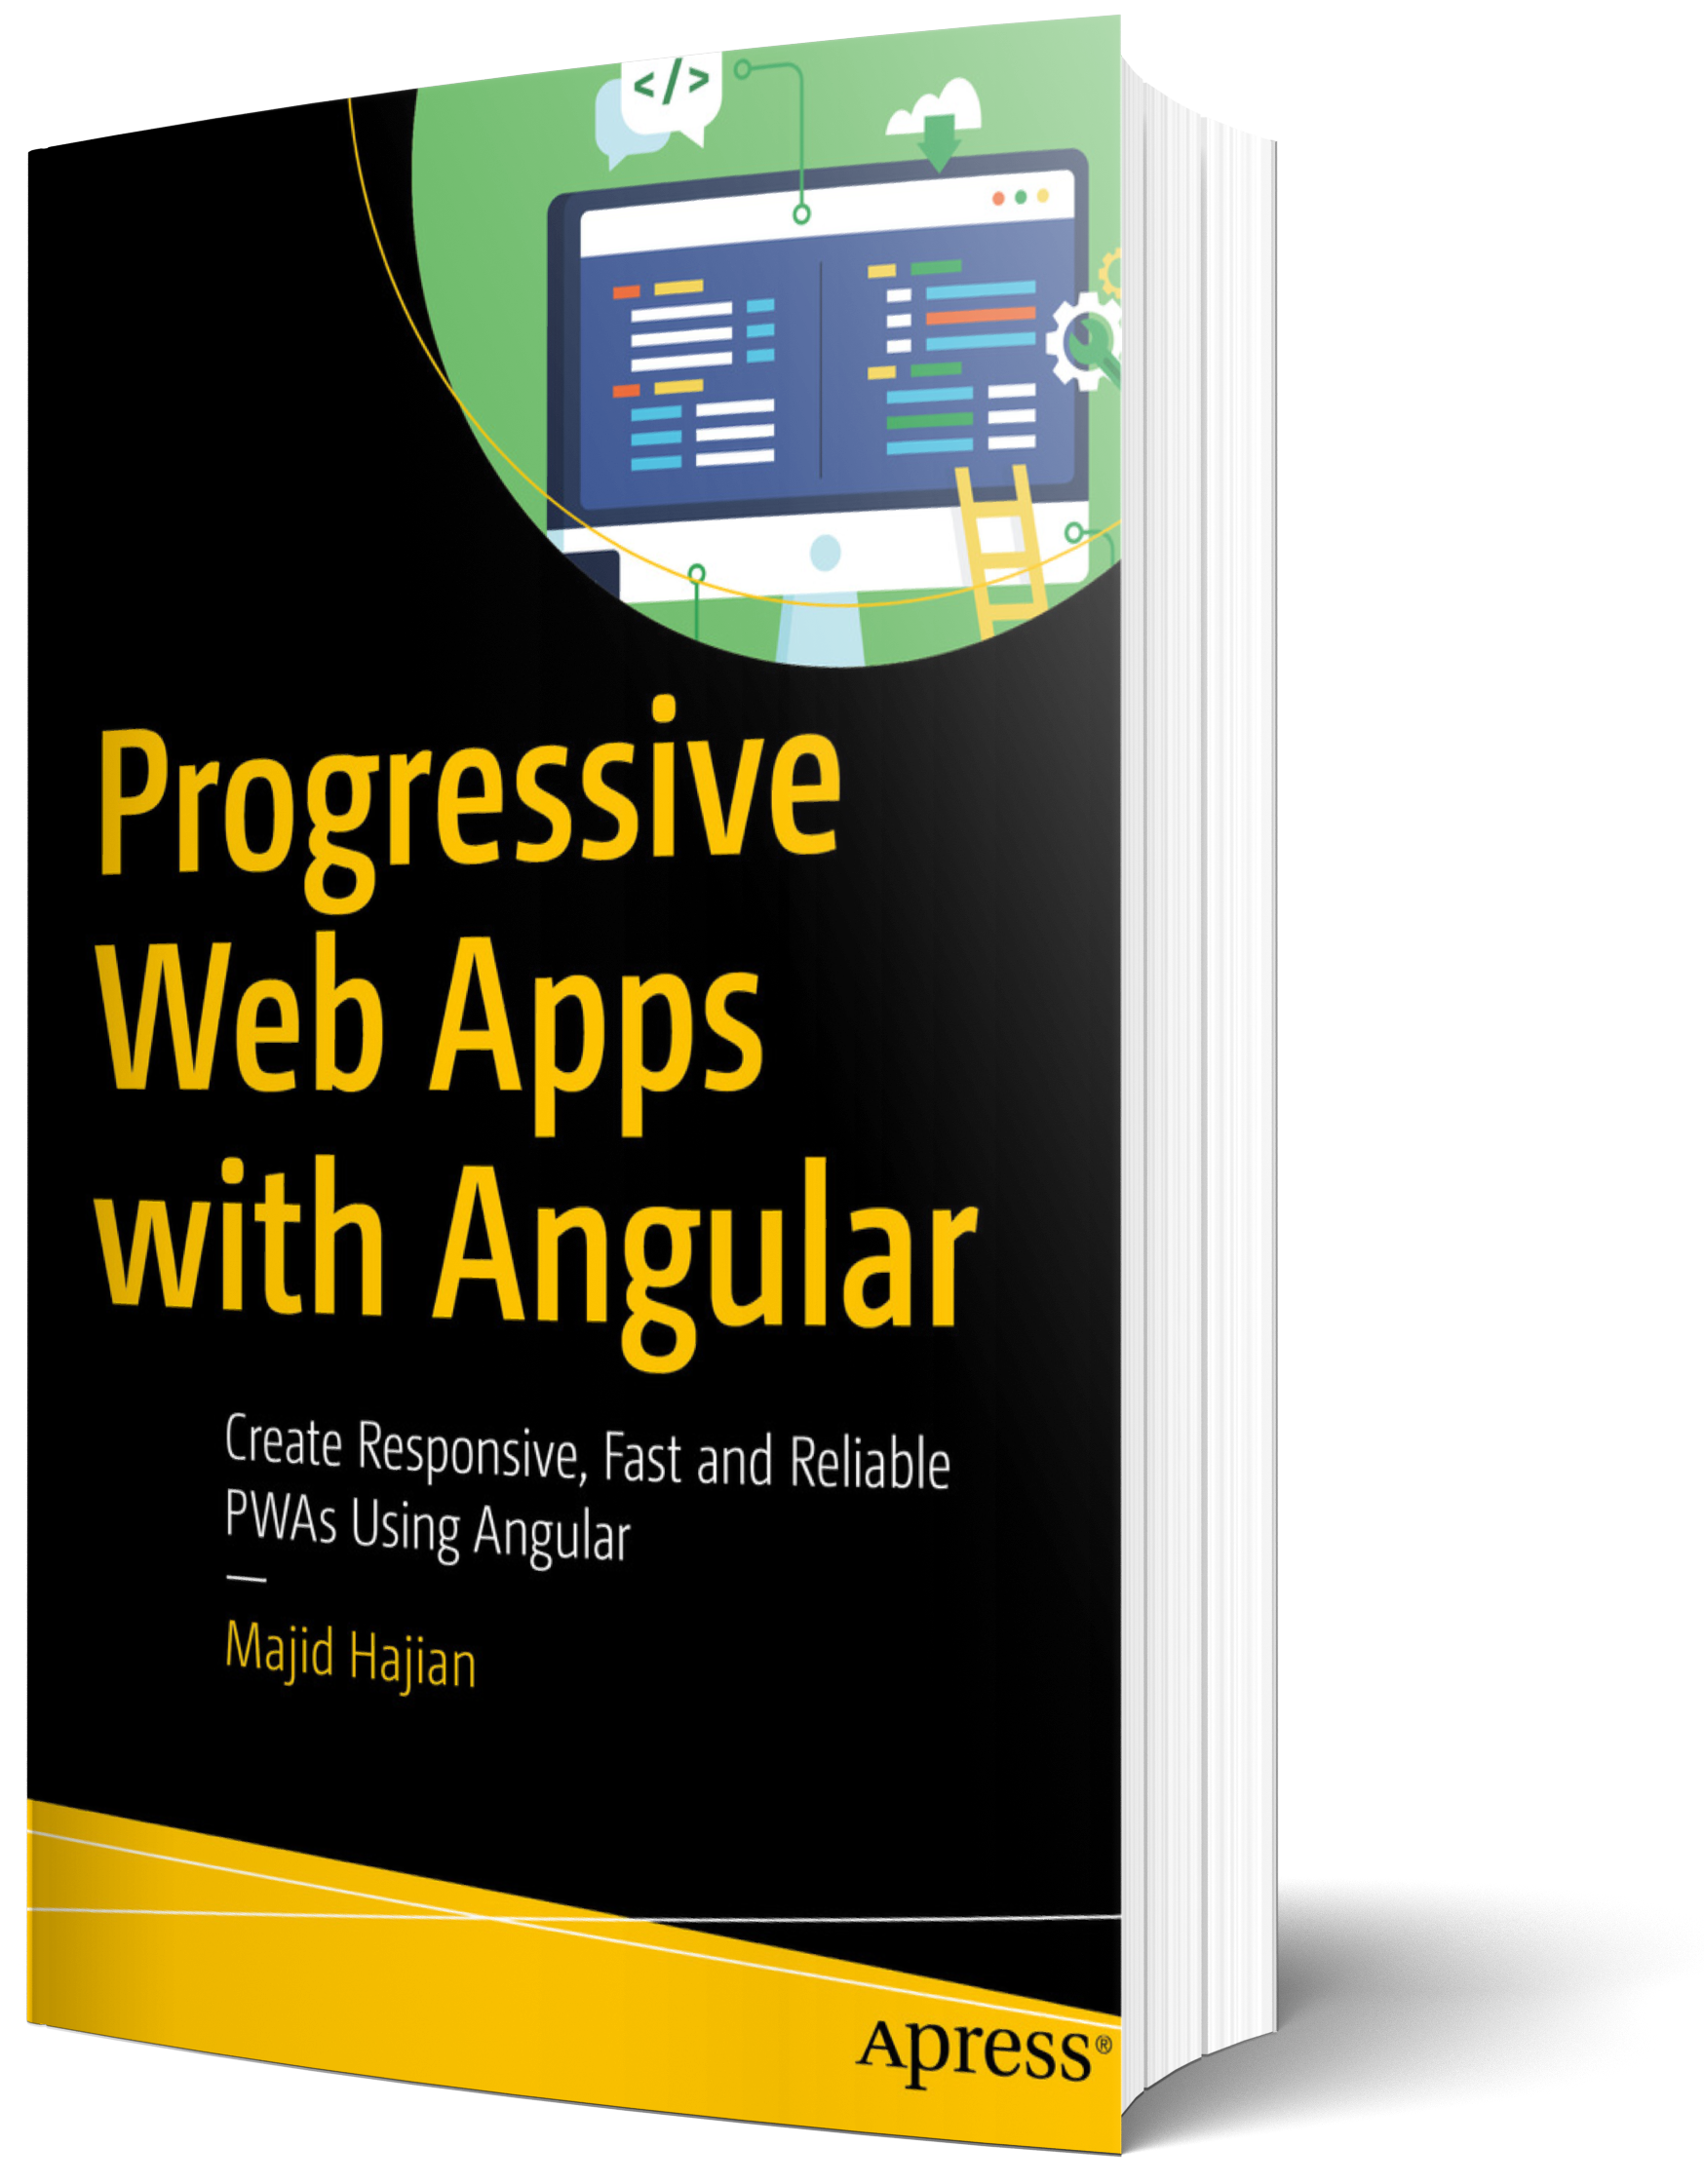 </>
Progressive
Web Apps
with Angular
Create Responsive, Fast and Reliable
PWAs Using Angular
—
Majid Hajian
Apress®